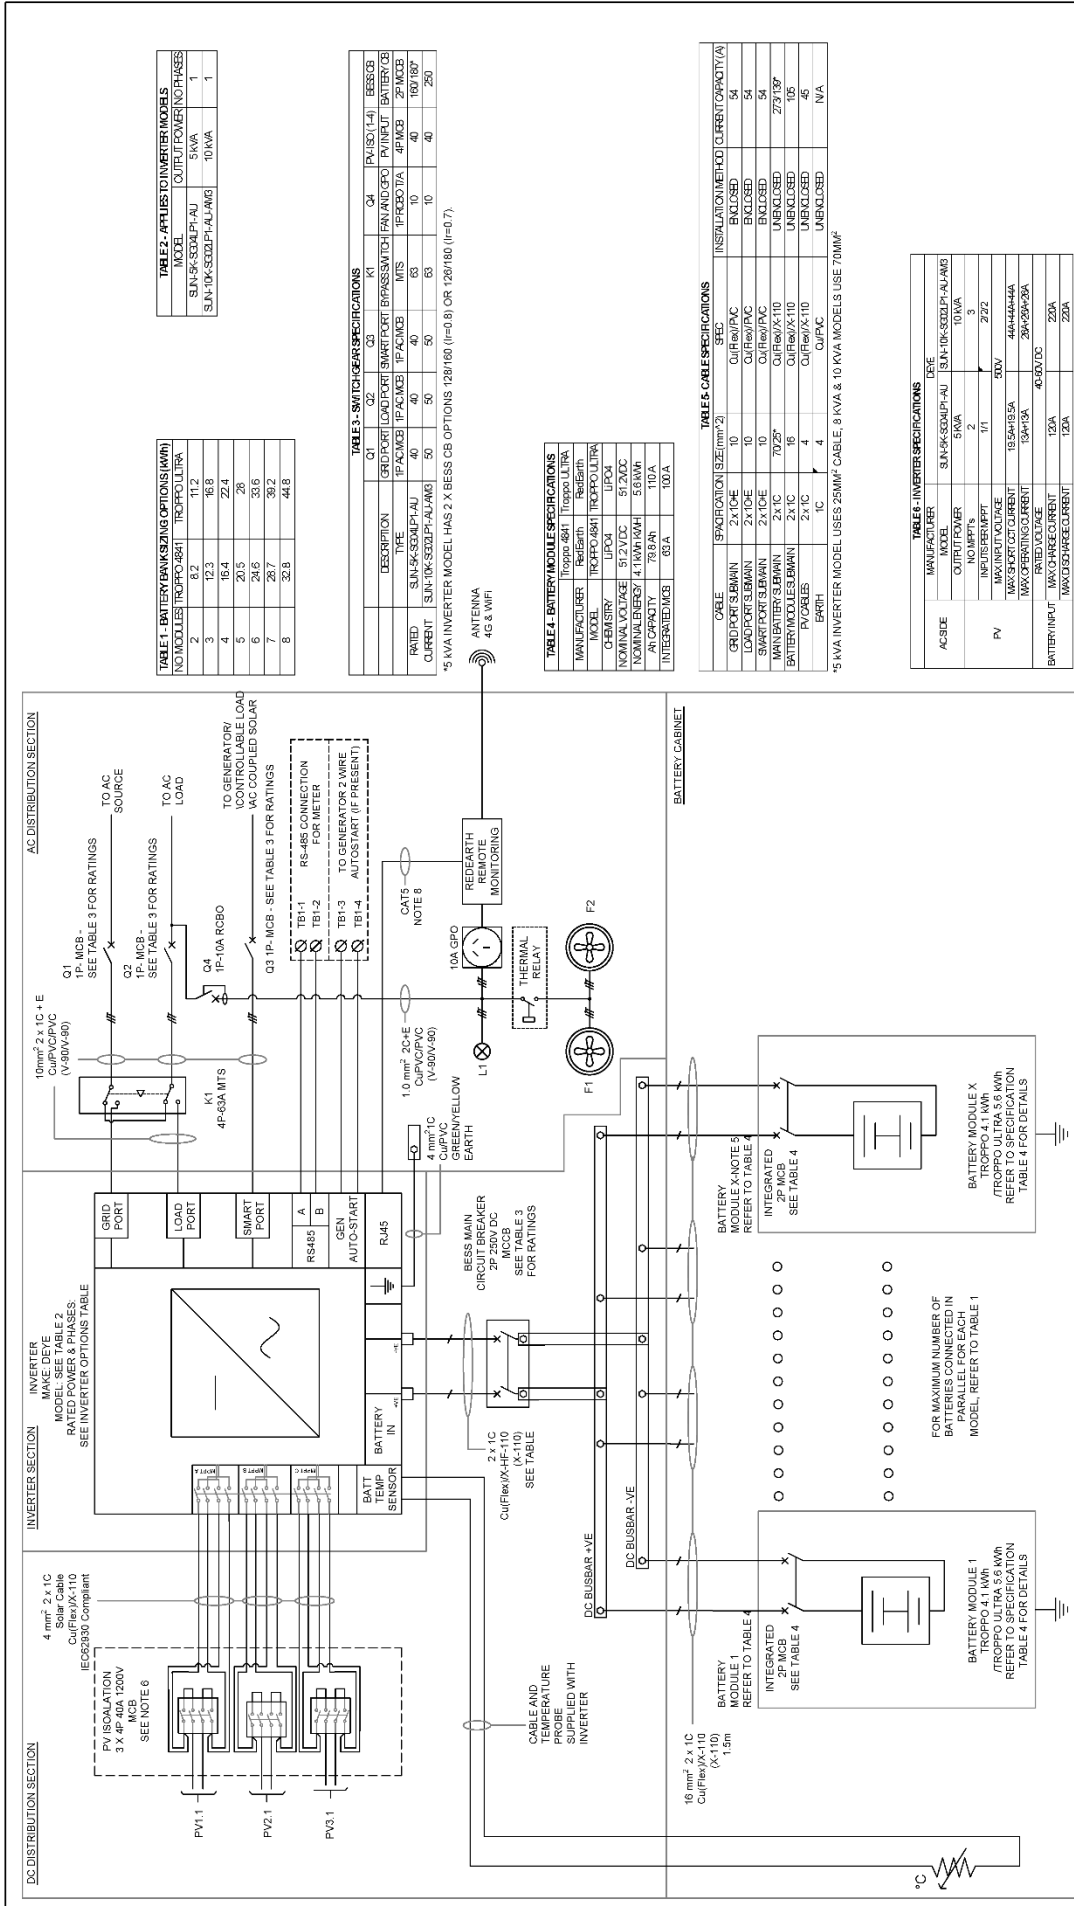 DC DISTRIBUTION SECTION
4 mm² 2 x 1C
Solar Cable
Cu(Flex)/X-110
IEC62930 Compliant
PV ISOALATION
3 X 4P 40A 1200V
MCB
SEE NOTE 6
PV1.1
PV2.1
PV3.1
CABLE AND
TEMPERATURE
PROBE
SUPPLIED WITH
INVERTER
°C
INVERTER SECTION
INVERTER
MAKE: DEYE
MODEL: SEE TABLE 2
RATED POWER & PHASES:
SEE INVERTER OPTIONS TABLE
MPPT A
MPPT B
MPPT C
BATT
TEMP
SENSOR
BATTERY
IN
+VE
-VE
GRID
PORT
LOAD
PORT
SMART
PORT
RS485
A
B
GEN
AUTO-START
RJ45
2 x 1C
Cu(Flex)/X-HF-110
(X-110)
SEE TABLE
BESS MAIN
CIRCUIT BREAKER
2P 250V DC
MCCB
SEE TABLE 3
FOR RATINGS
AC DISTRIBUTION SECTION
10mm² 2 x 1C + E
Cu/PVC/PVC
(V-90/V-90)
K1
4P-63A MTS
Q1
1P- MCB -
SEE TABLE 3 FOR RATINGS
TO AC
SOURCE
Q2
1P- MCB -
SEE TABLE 3 FOR RATINGS
TO AC
LOAD
Q4
1P-10A RCBO
Q3 1P- MCB - SEE TABLE 3 FOR RATINGS
TO GENERATOR/
\CONTROLLABLE LOAD
\AC COUPLED SOLAR
TB1-1
TB1-2
RS-485 CONNECTION
FOR METER
TB1-3
TB1-4
TO GENERATOR 2 WIRE
AUTOSTART (IF PRESENT)
1.0 mm² 2C+E
CuPVC/PVC
(V-90/V-90)
4 mm² 1C
Cu/PVC
GREEN/YELLOW
EARTH
CAT5
NOTE 8
L1
10A GPO
REDEARTH
REMOTE
MONITORING
ANTENNA
4G & WIFI
THERMAL
RELAY
F1
F2
BATTERY CABINET
DC BUSBAR +VE
DC BUSBAR -VE
16 mm² 2 x 1C
Cu(Flex)/X-110
(X-110)
1.5m
BATTERY
MODULE 1
REFER TO TABLE 4
INTEGRATED
2P MCB
SEE TABLE 4
BATTERY MODULE 1
TROPPO 4.1 kWh
/TROPPO ULTRA 5.6 kWh
REFER TO SPECIFICATION
TABLE 4 FOR DETAILS
FOR MAXIMUM NUMBER OF
BATTERIES CONNECTED IN
PARALLEL FOR EACH
MODEL, REFER TO TABLE 1
BATTERY
MODULE X-NOTE 5
REFER TO TABLE 4
INTEGRATED
2P MCB
SEE TABLE 4
BATTERY MODULE X
TROPPO 4.1 kWh
/TROPPO ULTRA 5.6 kWh
REFER TO SPECIFICATION
TABLE 4 FOR DETAILS
TABLE 1 - BATTERY BANK SIZING OPTIONS (kWh)
NO MODULES TROPPO 4841 TROPPO ULTRA
2 8.2 11.2
3 12.3 16.8
4 16.4 22.4
5 20.5 28
6 24.6 33.6
7 28.7 39.2
8 32.8 44.8
TABLE 2 - APPLIES TO INVERTER MODELS
MODEL OUTPUT POWER NO PHASES
SUN-5K-SG04LP1-AU 5 kVA 1
SUN-10K-SG02LP1-AU-AM3 10 kVA 1
TABLE 3 - SWITCHGEAR SPECIFICATIONS
Q1 Q2 Q3 K1 Q4 PV-ISO (1-4) BESS CB
DESCRIPTION GRID PORT LOAD PORT SMART PORT BYPASS SWITCH FAN AND GPO PV INPUT BATTERY CB
TYPE 1P AC MCB 1P AC MCB 1P AC MCB MTS 1P RCBO T/A 4P MCB 2P MCCB
RATED CURRENT
SUN-5K-SG04LP1-AU 40 40 40 63 10 40 160/180*
SUN-10K-SG02LP1-AU-AM3 50 50 50 63 10 40 250
*5 kVA INVERTER MODEL HAS 2 X BESS CB OPTIONS 128/160 (Ir=0.8) OR 126/180 (Ir=0.7).
TABLE 4 - BATTERY MODULE SPECIFICATIONS
Troppo 4841 Troppo ULTRA
MANUFACTURER RedEarth RedEarth
MODEL TROPPO 4841 TROPPO ULTRA
CHEMISTRY LiPO4 LiPO4
NOMINAL VOLTAGE 51.2 VDC 51.2VDC
NOMINAL ENERGY 4.1 kWh KWH 5.6 kWh
Ah CAPACITY 79.8 Ah 110 A
INTEGRATED MCB 63 A 100 A
TABLE 5- CABLE SPECIFICATIONS
CABLE SPACIFICATION SIZE (mm^2) SPEC INSTALLATION METHOD CURRENT CAPACITY (A)
GRID PORT SUBMAIN 2 x 1C+E 10 Cu(Flex)/PVC ENCLOSED 54
LOAD PORT SUBMAIN 2 x 1C+E 10 Cu(Flex)/PVC ENCLOSED 54
SMART PORT SUBMAIN 2 x 1C+E 10 Cu(Flex)/PVC ENCLOSED 54
MAIN BATTERY SUBMAIN 2 x 1C 70/25* Cu(Flex)/X-110 UNENCLOSED 273/139*
BATTERY MODULE SUBMAIN 2 x 1C 16 Cu(Flex)/X-110 UNENCLOSED 105
PV CABLES 2 x 1C 4 Cu(Flex)/X-110 UNENCLOSED 45
EARTH 1C 4 Cu/PVC UNENCLOSED N/A
*5 kVA INVERTER MODEL USES 25MM² CABLE, 8 KVA & 10 KVA MODELS USE 70MM²
TABLE 6 - INVERTER SPECIFICATIONS
MANUFACTURER DEYE
AC SIDE
MODEL SUN-5K-SG04LP1-AU SUN-10K-SG02LP1-AU-AM3
OUTPUT POWER 5 KVA 10 KVA
PV
NO MPPT's 2 3
INPUTS PER MPPT 1/1 2/2/2
MAX INPUT VOLTAGE 500V
MAX SHORT CCT CURRENT 19.5A+19.5A 44A+44A+44A
MAX OPERATING CURRENT 13A+13A 26A+26A+26A
BATTERY INPUT
RATED VOLTAGE 40-60V DC
MAX CHARGE CURRENT 120A 220A
MAX DISCHARGE CURRENT 120A 220A